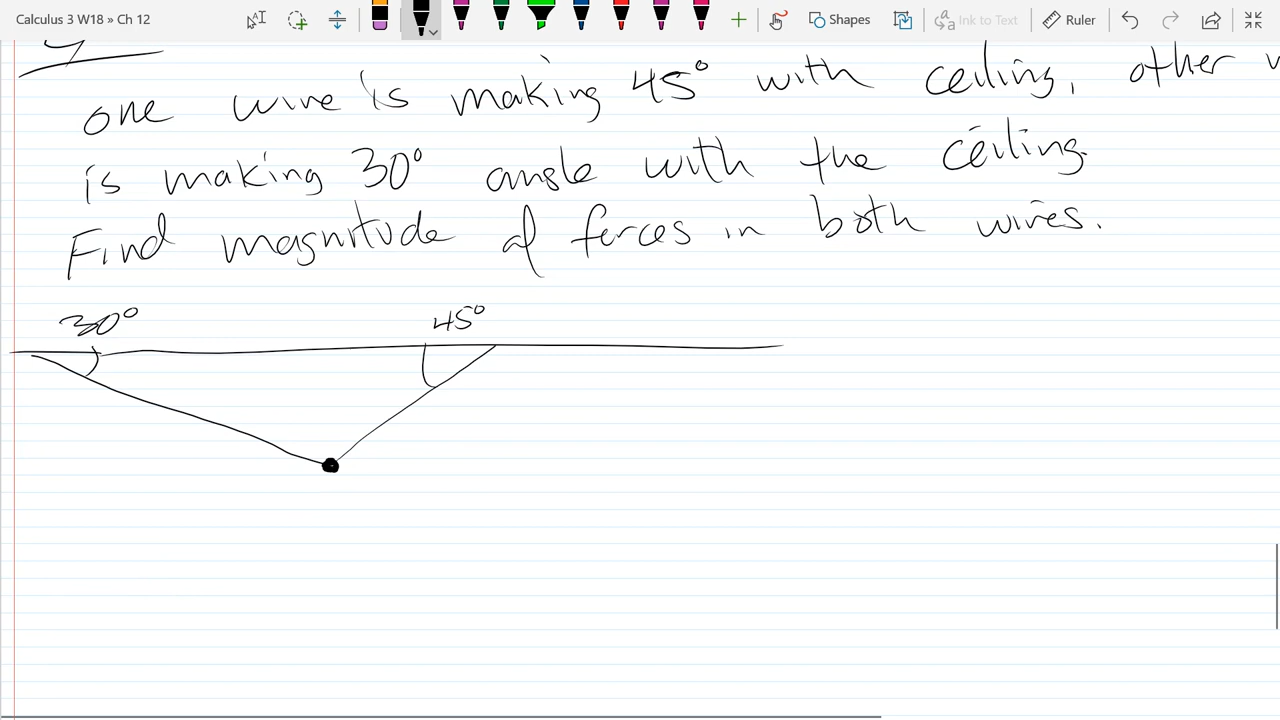 Calculus 3 W18 » Ch 12
Shapes
Ink to Text
Ruler
one wire is making 45° with ceiling, other
is making 30° angle with the ceiling.
Find magnitude of forces in both wires.
30° 45°